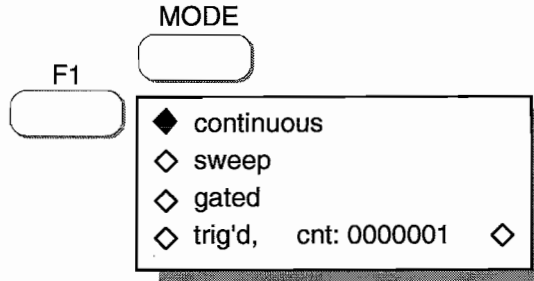 MODE
F1
continuous
sweep
gated
trig'd, cnt: 0000001